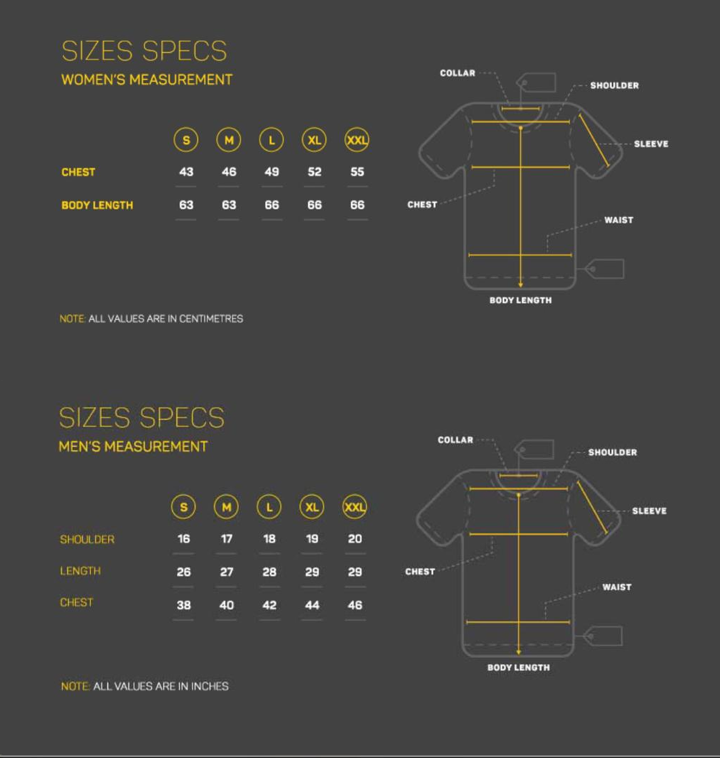 SIZES SPECS
WOMEN'S MEASUREMENT
S M L XL XXL
CHEST 43 46 49 52 55
BODY LENGTH 63 63 66 66 66
NOTE: ALL VALUES ARE IN CENTIMETRES
COLLAR
SHOULDER
SLEEVE
CHEST
WAIST
BODY LENGTH
SIZES SPECS
MEN'S MEASUREMENT
S M L XL XXL
SHOULDER 16 17 18 19 20
LENGTH 26 27 28 29 29
CHEST 38 40 42 44 46
NOTE: ALL VALUES ARE IN INCHES
COLLAR
SHOULDER
SLEEVE
CHEST
WAIST
BODY LENGTH